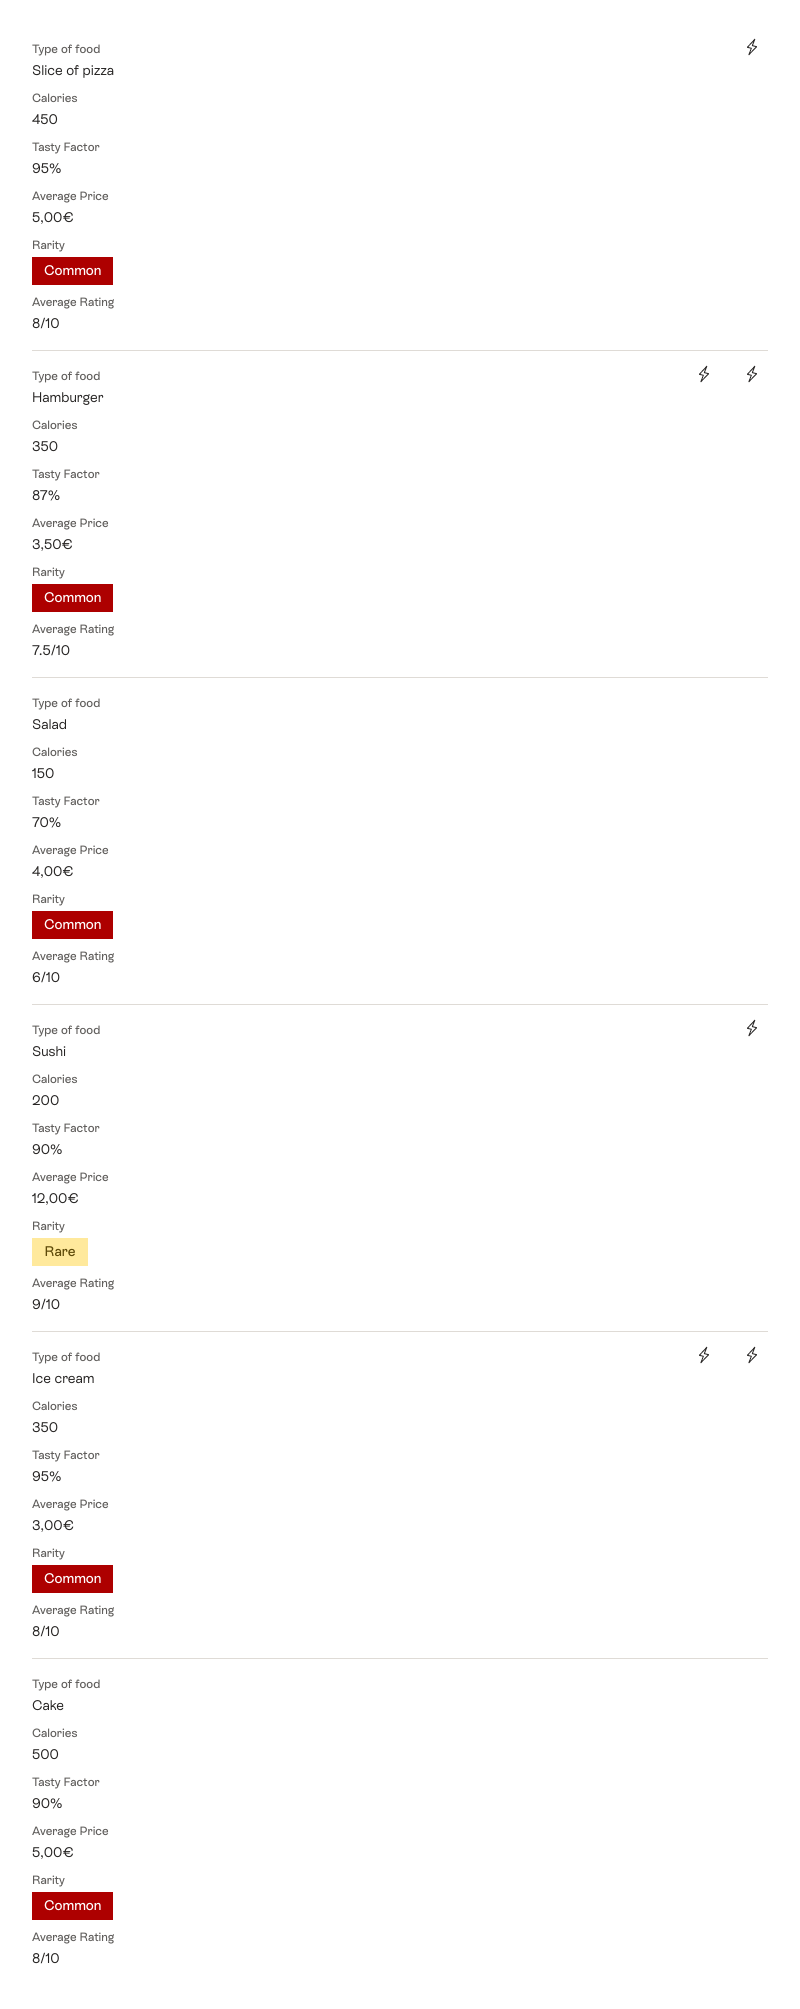 Type of food
Slice of pizza
Calories
450
Tasty Factor
95%
Average Price
5,00€
Rarity
Common
Average Rating
8/10
Type of food
Hamburger
Calories
350
Tasty Factor
87%
Average Price
3,50€
Rarity
Common
Average Rating
7.5/10
Type of food
Salad
Calories
150
Tasty Factor
70%
Average Price
4,00€
Rarity
Common
Average Rating
6/10
Type of food
Sushi
Calories
200
Tasty Factor
90%
Average Price
12,00€
Rarity
Rare
Average Rating
9/10
Type of food
Ice cream
Calories
350
Tasty Factor
95%
Average Price
3,00€
Rarity
Common
Average Rating
8/10
Type of food
Cake
Calories
500
Tasty Factor
90%
Average Price
5,00€
Rarity
Common
Average Rating
8/10